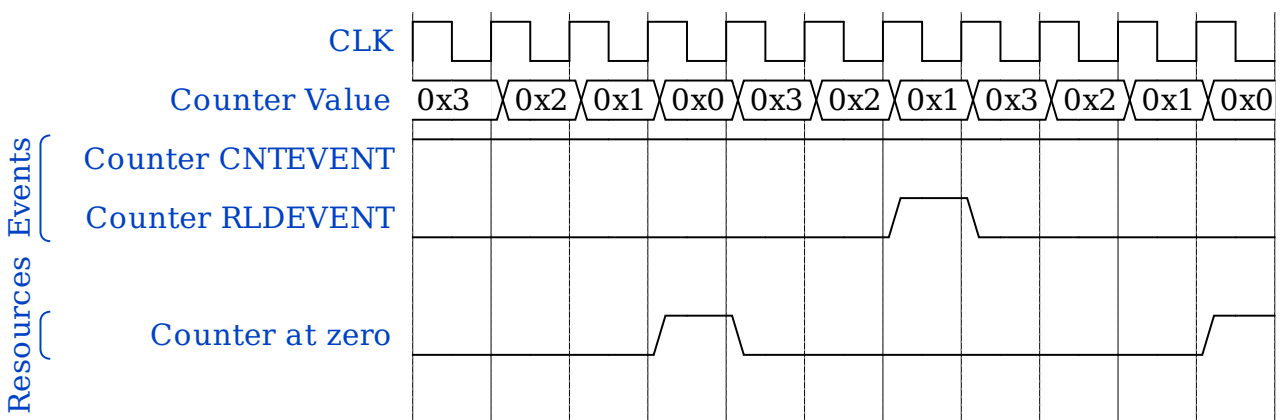 CLK
Counter Value 0x3 0x2 0x1 0x0 0x3 0x2 0x1 0x3 0x2 0x1 0x0
Events
Counter CNTEVENT
Counter RLDEVENT
Resources
Counter at zero